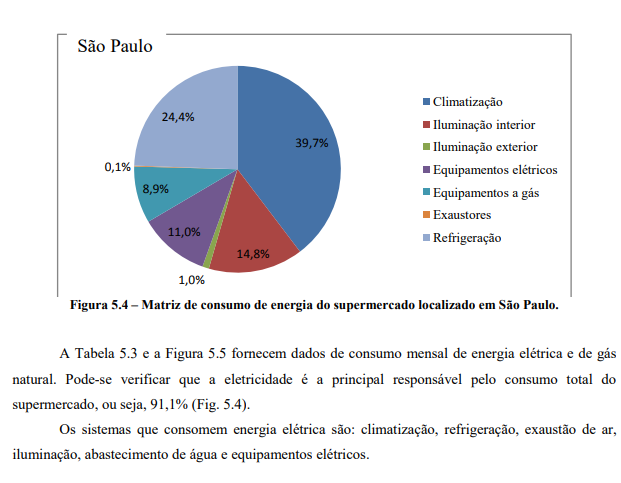 São Paulo
24,4%
39,7%
0,1%
8,9%
11,0%
14,8%
1,0%
Climatização
Iluminação interior
Iluminação exterior
Equipamentos elétricos
Equipamentos a gás
Exaustores
Refrigeração
Figura 5.4 – Matriz de consumo de energia do supermercado localizado em São Paulo.
A Tabela 5.3 e a Figura 5.5 fornecem dados de consumo mensal de energia elétrica e de gás
natural. Pode-se verificar que a eletricidade é a principal responsável pelo consumo total do
supermercado, ou seja, 91,1% (Fig. 5.4).
Os sistemas que consomem energia elétrica são: climatização, refrigeração, exaustão de ar,
iluminação, abastecimento de água e equipamentos elétricos.